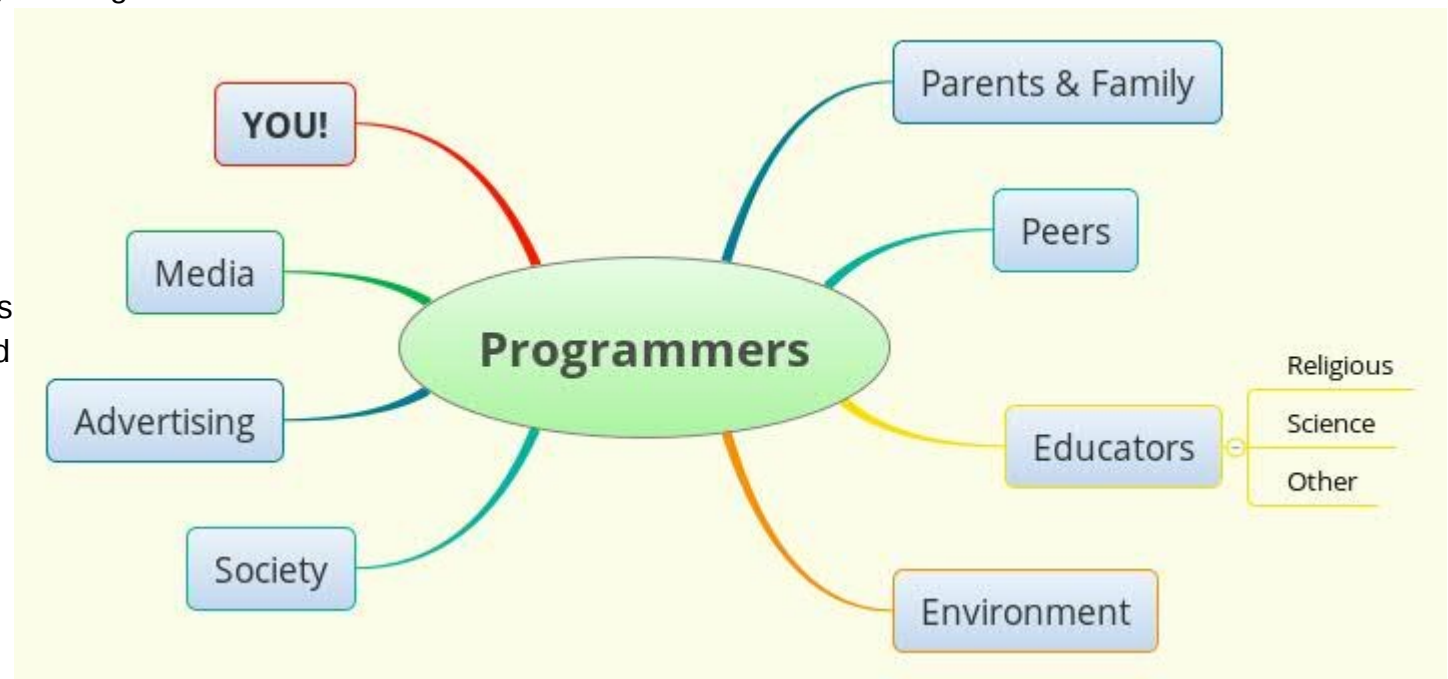 YOU!
Media
Advertising
Society
Programmers
Parents & Family
Peers
Educators
Religious
Science
Other
Environment